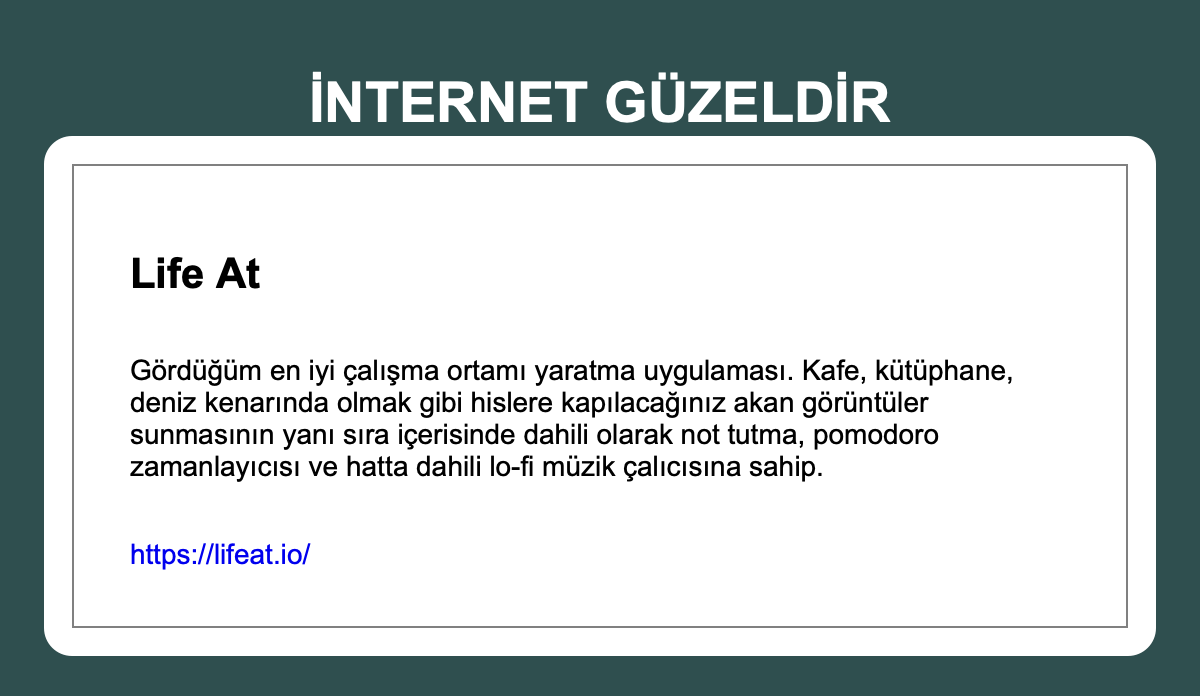 İNTERNET GÜZELDİR
Life At
Gördüğüm en iyi çalışma ortamı yaratma uygulaması. Kafe, kütüphane,
deniz kenarında olmak gibi hislere kapılacağınız akan görüntüler
sunmasının yanı sıra içerisinde dahili olarak not tutma, pomodoro
zamanlayıcısı ve hatta dahili lo-fi müzik çalıcısına sahip.
https://lifeat.io/